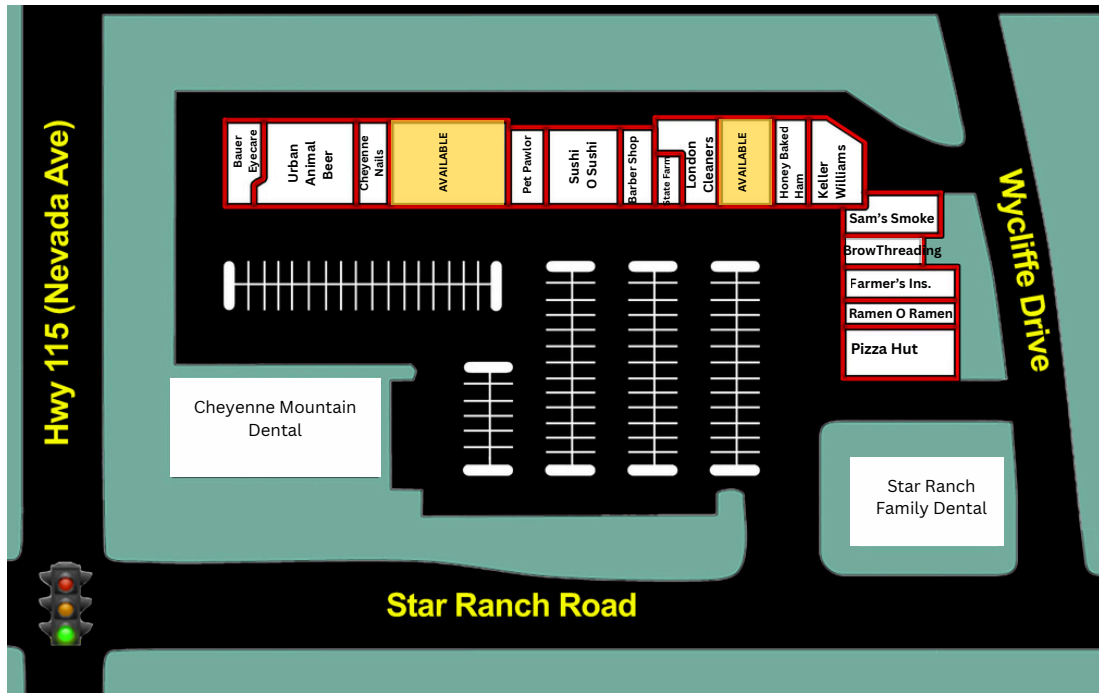 Hwy 115 (Nevada Ave)
Bauer
Eyecare
Urban
Animal
Beer
Cheyenne
Nails
AVAILABLE
Pet Pawlor
Sushi
O Sushi
Barber Shop
State Farm
London
Cleaners
AVAILABLE
Honey Baked
Ham
Keller
Williams
Sam's Smoke
BrowThreading
Farmer's Ins.
Ramen O Ramen
Pizza Hut
Wycliffe Drive
Cheyenne Mountain
Dental
Star Ranch
Family Dental
Star Ranch Road